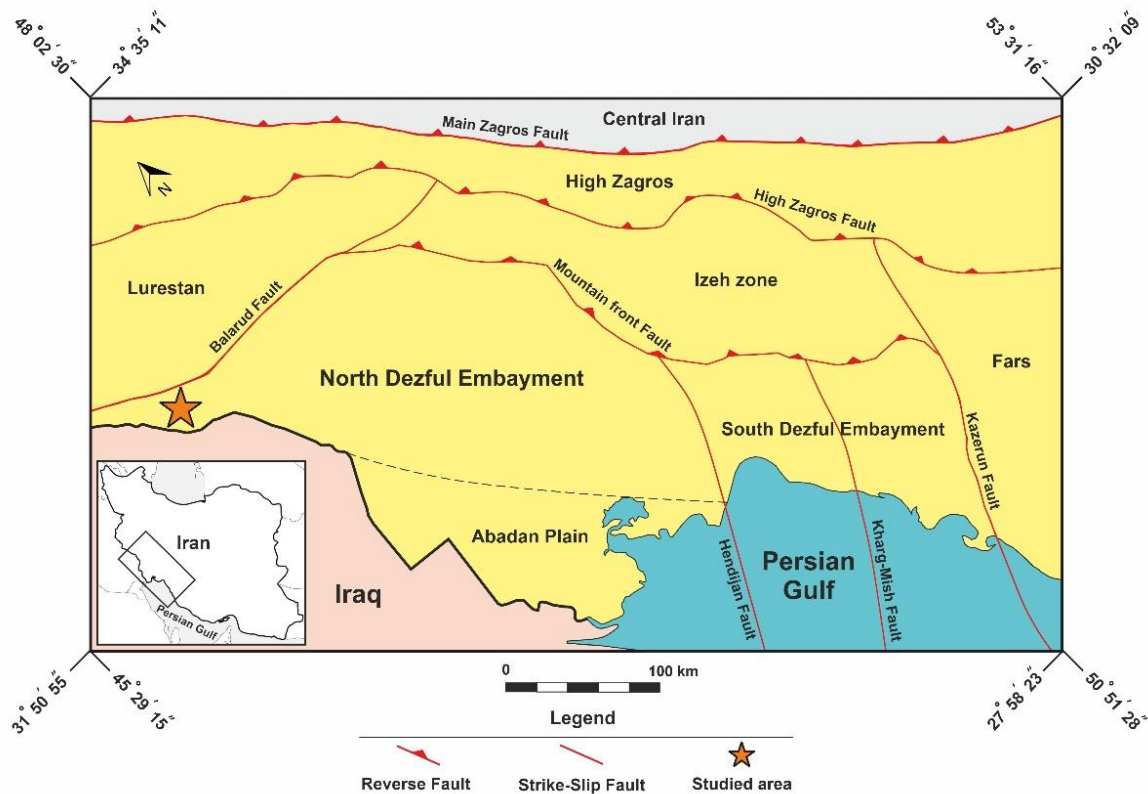 48° 02′ 30″
34° 35′ 11″
53° 31′ 16″
30° 32′ 09″
Central Iran
Main Zagros Fault
High Zagros
N
High Zagros Fault
Lurestan
Balarud Fault
Izeh zone
Mountain front Fault
Fars
North Dezful Embayment
South Dezful Embayment
Kazerun Fault
Iran
Persian Gulf
Abadan Plain
Iraq
Hendijan Fault
Persian
Gulf
Kharg-Mish Fault
31° 50′ 55″
45° 29′ 15″
27° 58′ 23″
50° 51′ 28″
0
100 km
Legend
Reverse Fault
Strike-Slip Fault
Studied area